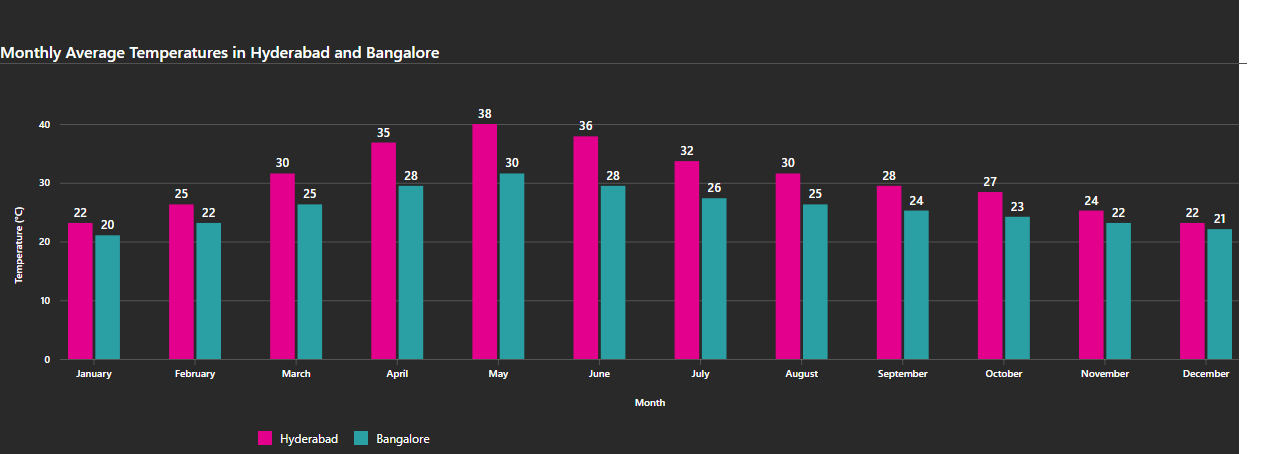 Monthly Average Temperatures in Hyderabad and Bangalore
38
36
40
35
32
30 30 30
28 28 28
27
26
25 25 25
24 24
23
22 22 22 22
21
20
30
20
10
0
Temperature (°C)
January February March April May June July August September October November December
Month
Hyderabad Bangalore